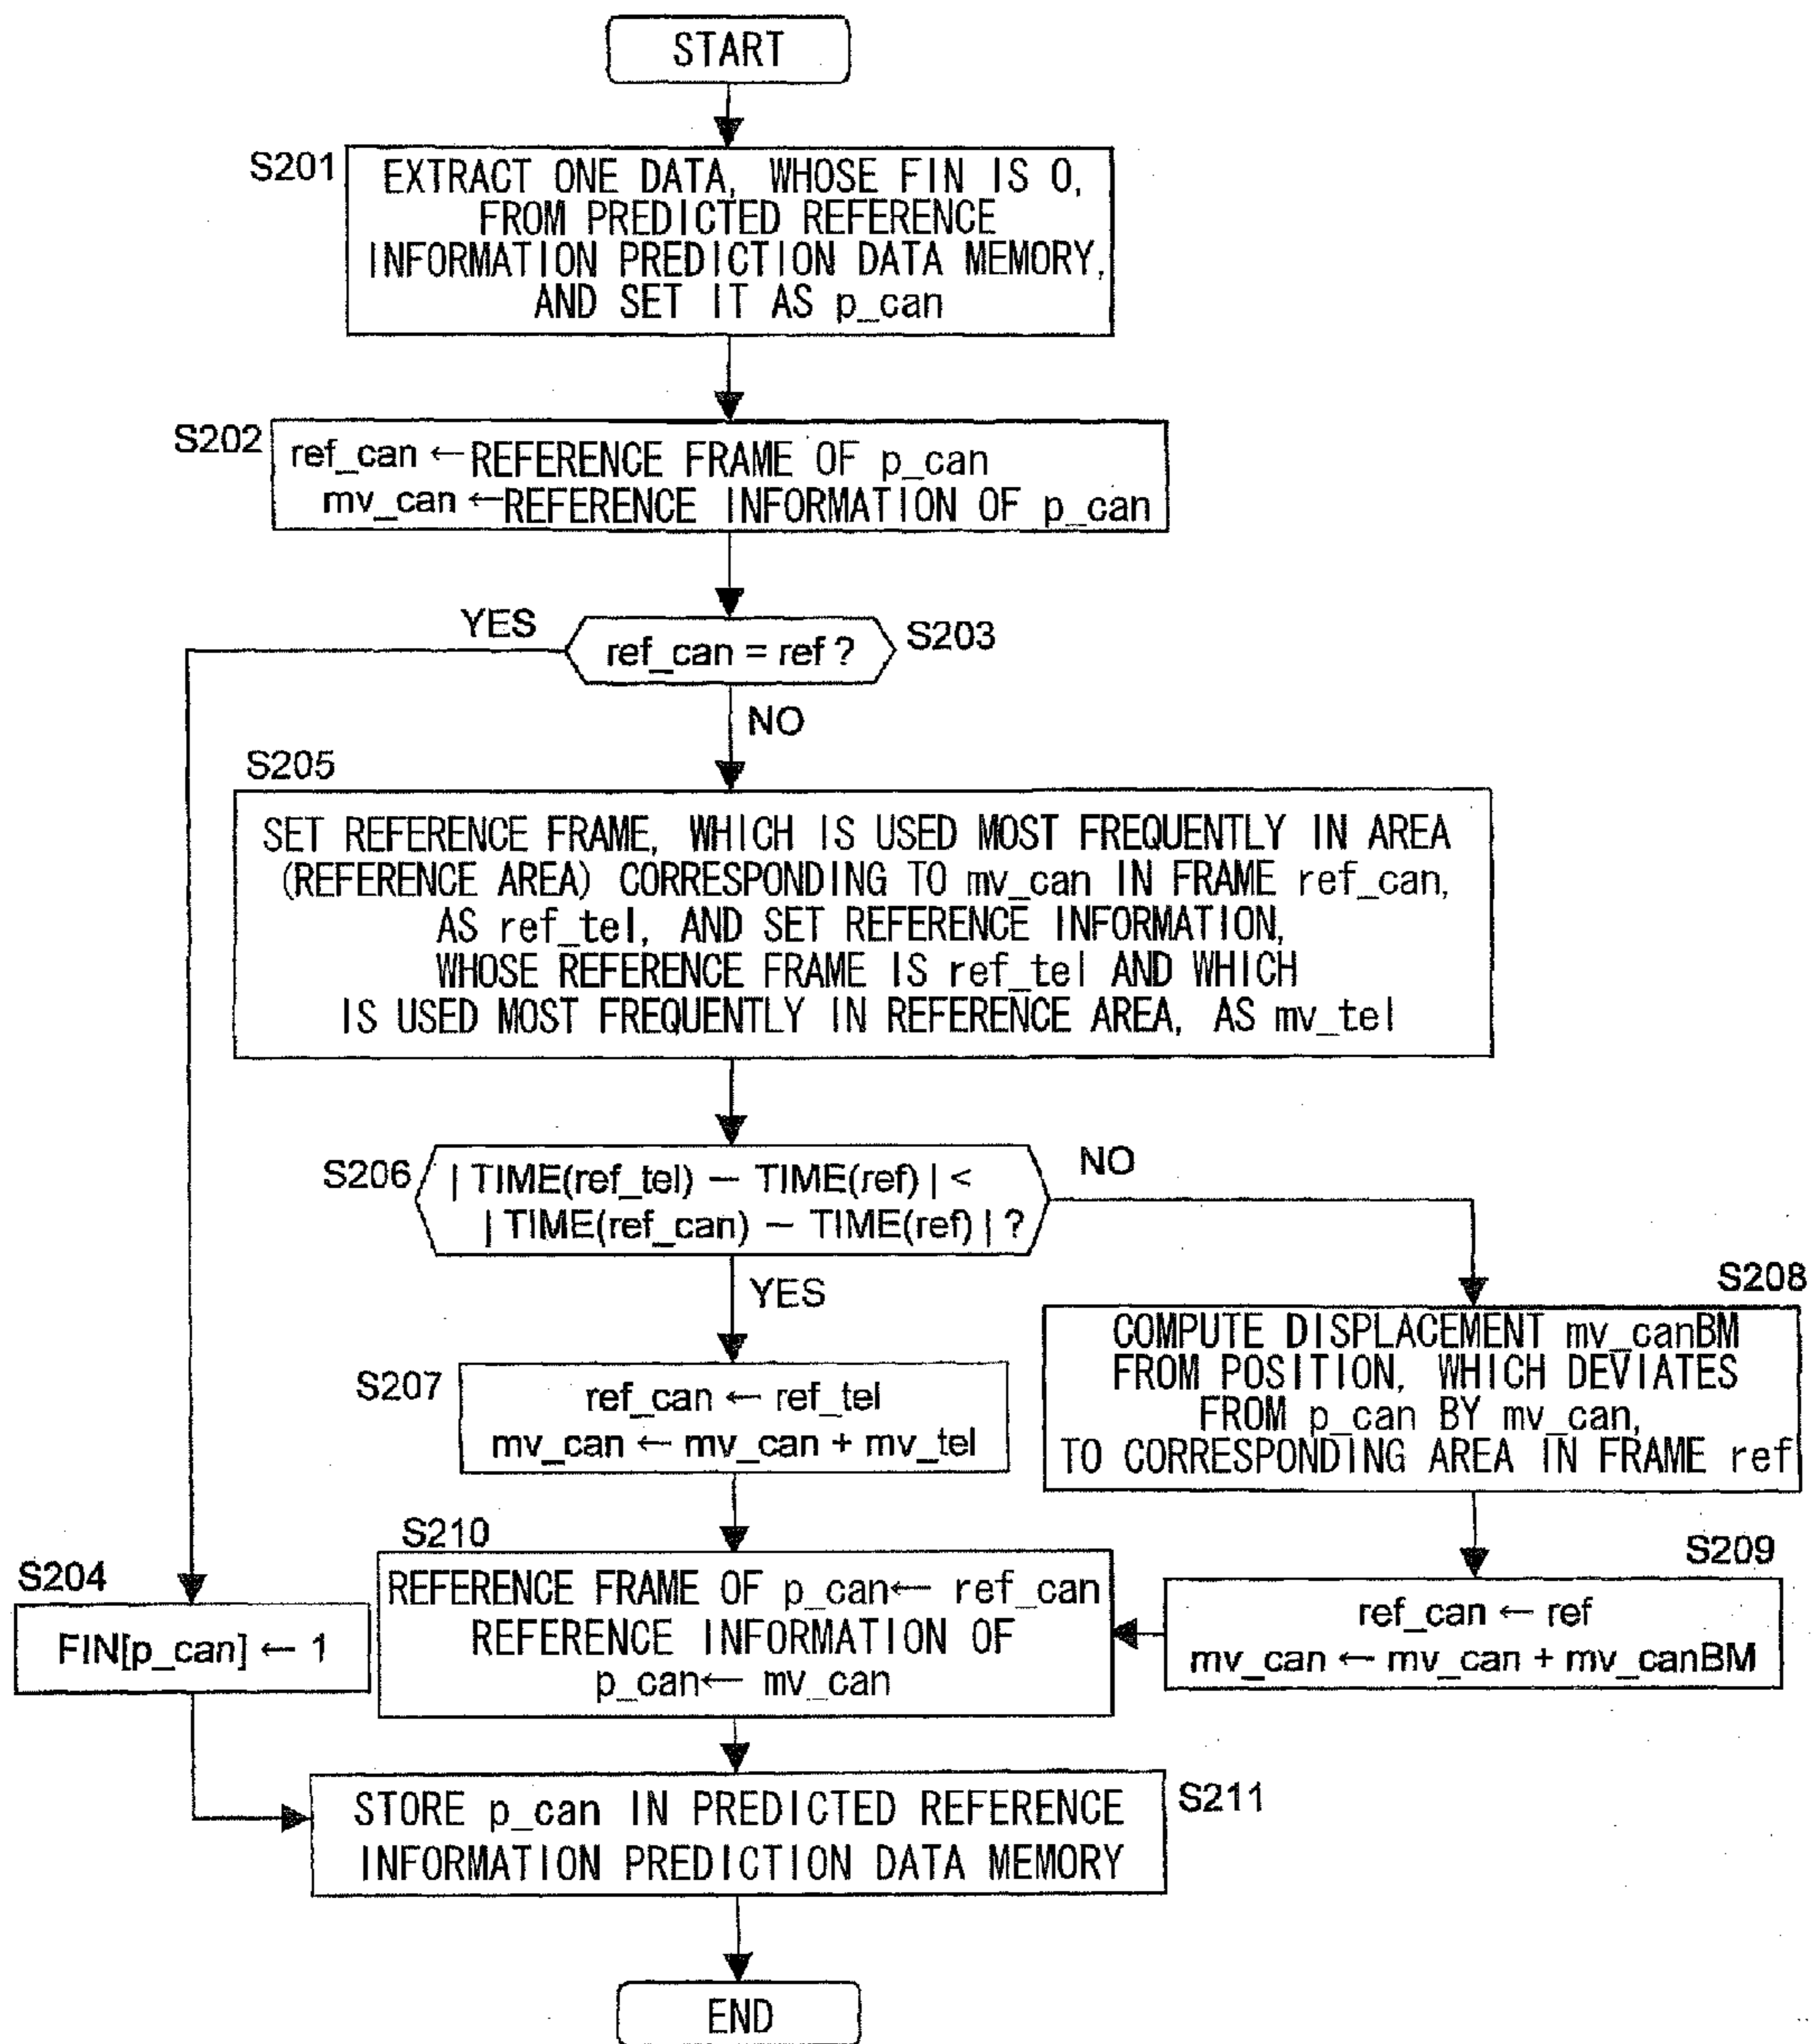 START
S201
EXTRACT ONE DATA, WHOSE FIN IS 0,
FROM PREDICTED REFERENCE
INFORMATION PREDICTION DATA MEMORY,
AND SET IT AS p_can
S202
ref_can ←REFERENCE FRAME OF p_can
mv_can ←REFERENCE INFORMATION OF p_can
YES
ref_can = ref ?
S203
NO
S205
SET REFERENCE FRAME, WHICH IS USED MOST FREQUENTLY IN AREA
(REFERENCE AREA) CORRESPONDING TO mv_can IN FRAME ref_can,
AS ref_tel, AND SET REFERENCE INFORMATION,
WHOSE REFERENCE FRAME IS ref_tel AND WHICH
IS USED MOST FREQUENTLY IN REFERENCE AREA, AS mv_tel
S206
| TIME(ref_tel) − TIME(ref) | <
| TIME(ref_can) − TIME(ref) | ?
NO
YES
S208
COMPUTE DISPLACEMENT mv_canBM
FROM POSITION, WHICH DEVIATES
FROM p_can BY mv_can,
TO CORRESPONDING AREA IN FRAME ref
S207
ref_can ← ref_tel
mv_can ← mv_can + mv_tel
S210
REFERENCE FRAME OF p_can← ref_can
REFERENCE INFORMATION OF
p_can← mv_can
S209
ref_can ← ref
mv_can ← mv_can + mv_canBM
S204
FIN[p_can] ← 1
STORE p_can IN PREDICTED REFERENCE
INFORMATION PREDICTION DATA MEMORY
S211
END